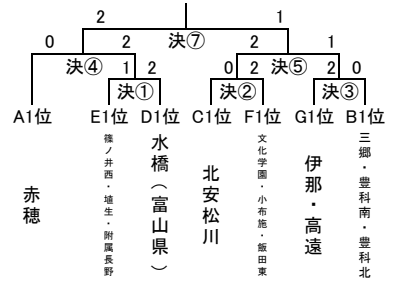 2 1
0 2 決⑦ 2 1
決④ 1 2 0 2 決⑤ 2 0
決① 決② 決③
A1位 E1位 D1位 C1位 F1位 G1位 B1位
赤穂
篠ノ井西・埴生・附属長野
水橋(富山県)
北安松川
文化学園・小布施・飯田東
伊那・高遠
三郷・豊科南・豊科北